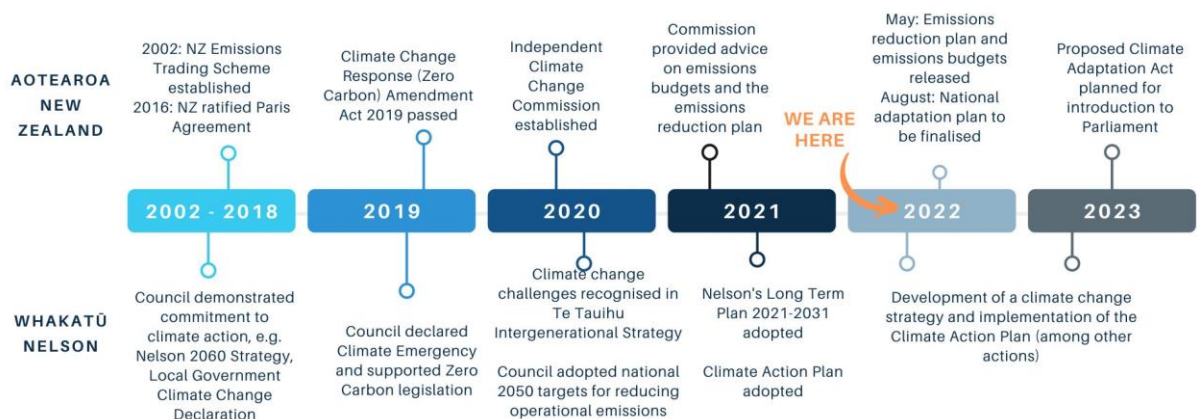 AOTEAROA
NEW
ZEALAND
2002: NZ Emissions
Trading Scheme
established
2016: NZ ratified Paris
Agreement
Climate Change
Response (Zero
Carbon) Amendment
Act 2019 passed
Independent
Climate
Change
Commission
established
Commission
provided advice
on emissions
budgets and the
emissions
reduction plan
WE ARE
HERE
May: Emissions
reduction plan and
emissions budgets
released
August: National
adaptation plan to
be finalised
Proposed Climate
Adaptation Act
planned for
introduction to
Parliament
2002 - 2018
2019
2020
2021
2022
2023
WHAKATŪ
NELSON
Council demonstrated
commitment to
climate action, e.g.
Nelson 2060 Strategy,
Local Government
Climate Change
Declaration
Council declared
Climate Emergency
and supported Zero
Carbon legislation
Climate change
challenges recognised in
Te Tauihu
Intergenerational Strategy
Council adopted national
2050 targets for reducing
operational emissions
Nelson's Long Term
Plan 2021-2031
adopted
Climate Action Plan
adopted
Development of a climate change
strategy and implementation of the
Climate Action Plan (among other
actions)